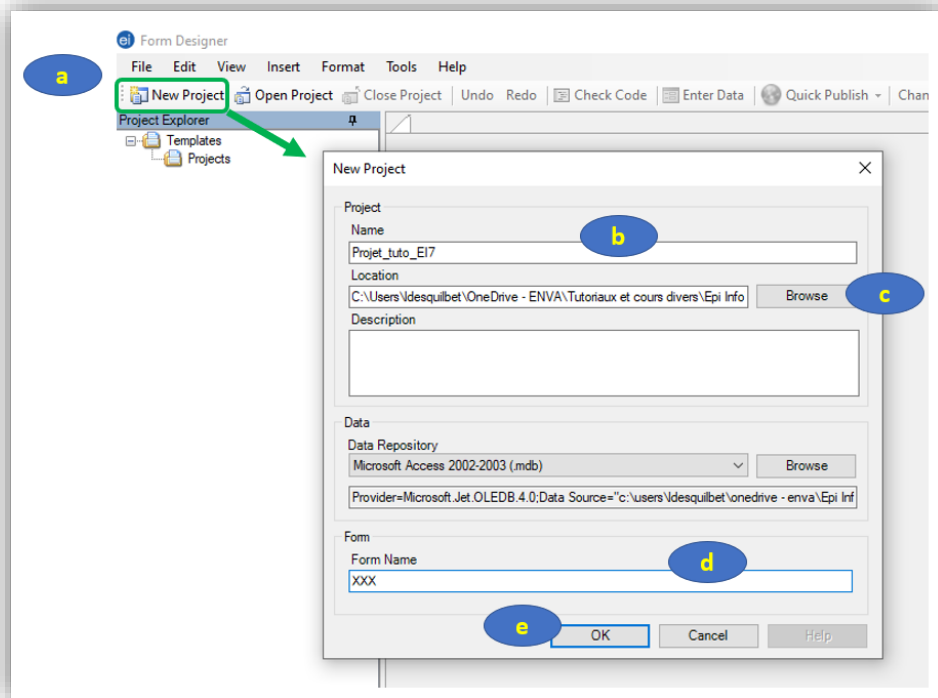 ei Form Designer
File Edit View Insert Format Tools Help
a
New Project Open Project Close Project Undo Redo Check Code Enter Data Quick Publish Chan
Project Explorer
Templates
Projects
New Project
Project
Name
b
Projet_tuto_EI7
Location
C:\Users\ldesquilbet\OneDrive - ENVA\Tutoriaux et cours divers\Epi Info Browse
c
Description
Data
Data Repository
Microsoft Access 2002-2003 (.mdb) Browse
Provider=Microsoft.Jet.OLEDB.4.0;Data Source="c:\users\ldesquilbet\onedrive - enva\Epi Inf
Form
Form Name
d
XXX
e
OK Cancel Help